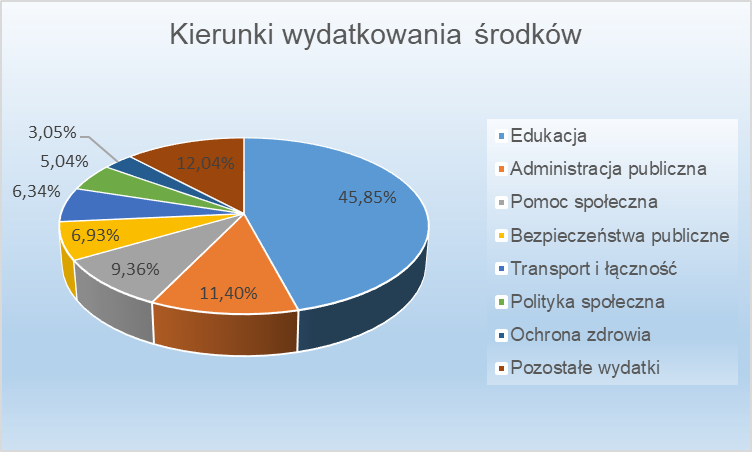 Kierunki wydatkowania środków
3,05%
5,04%
6,34%
6,93%
9,36%
11,40%
12,04%
45,85%
Edukacja
Administracja publiczna
Pomoc społeczna
Bezpieczeństwa publiczne
Transport i łączność
Polityka społeczna
Ochrona zdrowia
Pozostałe wydatki